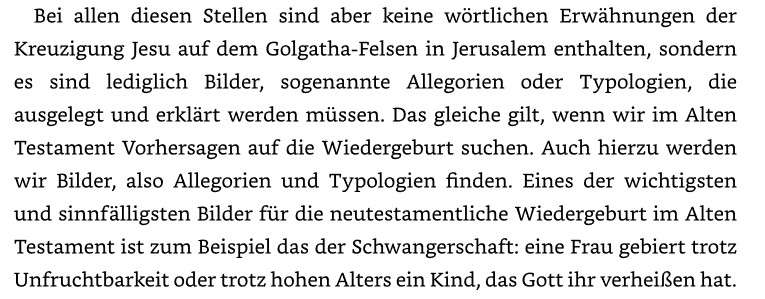 Bei allen diesen Stellen sind aber keine wörtlichen Erwähnungen der
Kreuzigung Jesu auf dem Golgatha-Felsen in Jerusalem enthalten, sondern
es sind lediglich Bilder, sogenannte Allegorien oder Typologien, die
ausgelegt und erklärt werden müssen. Das gleiche gilt, wenn wir im Alten
Testament Vorhersagen auf die Wiedergeburt suchen. Auch hierzu werden
wir Bilder, also Allegorien und Typologien finden. Eines der wichtigsten
und sinnfälligsten Bilder für die neutestamentliche Wiedergeburt im Alten
Testament ist zum Beispiel das der Schwangerschaft: eine Frau gebiert trotz
Unfruchtbarkeit oder trotz hohen Alters ein Kind, das Gott ihr verheißen hat.